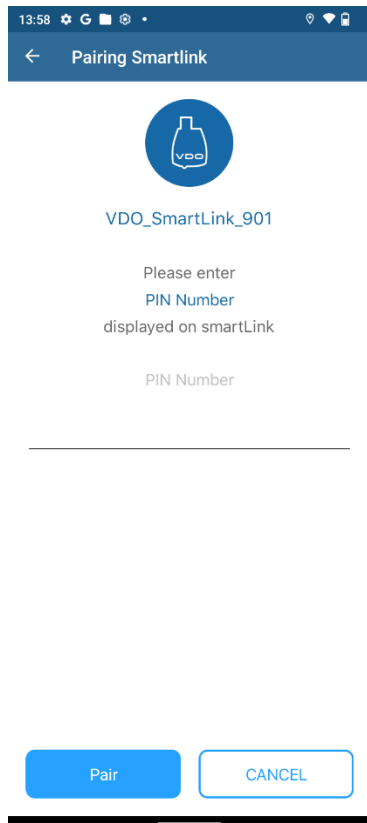 13:58 G
Pairing Smartlink
VDO
VDO_SmartLink_901
Please enter
PIN Number
displayed on smartLink
PIN Number
Pair
CANCEL